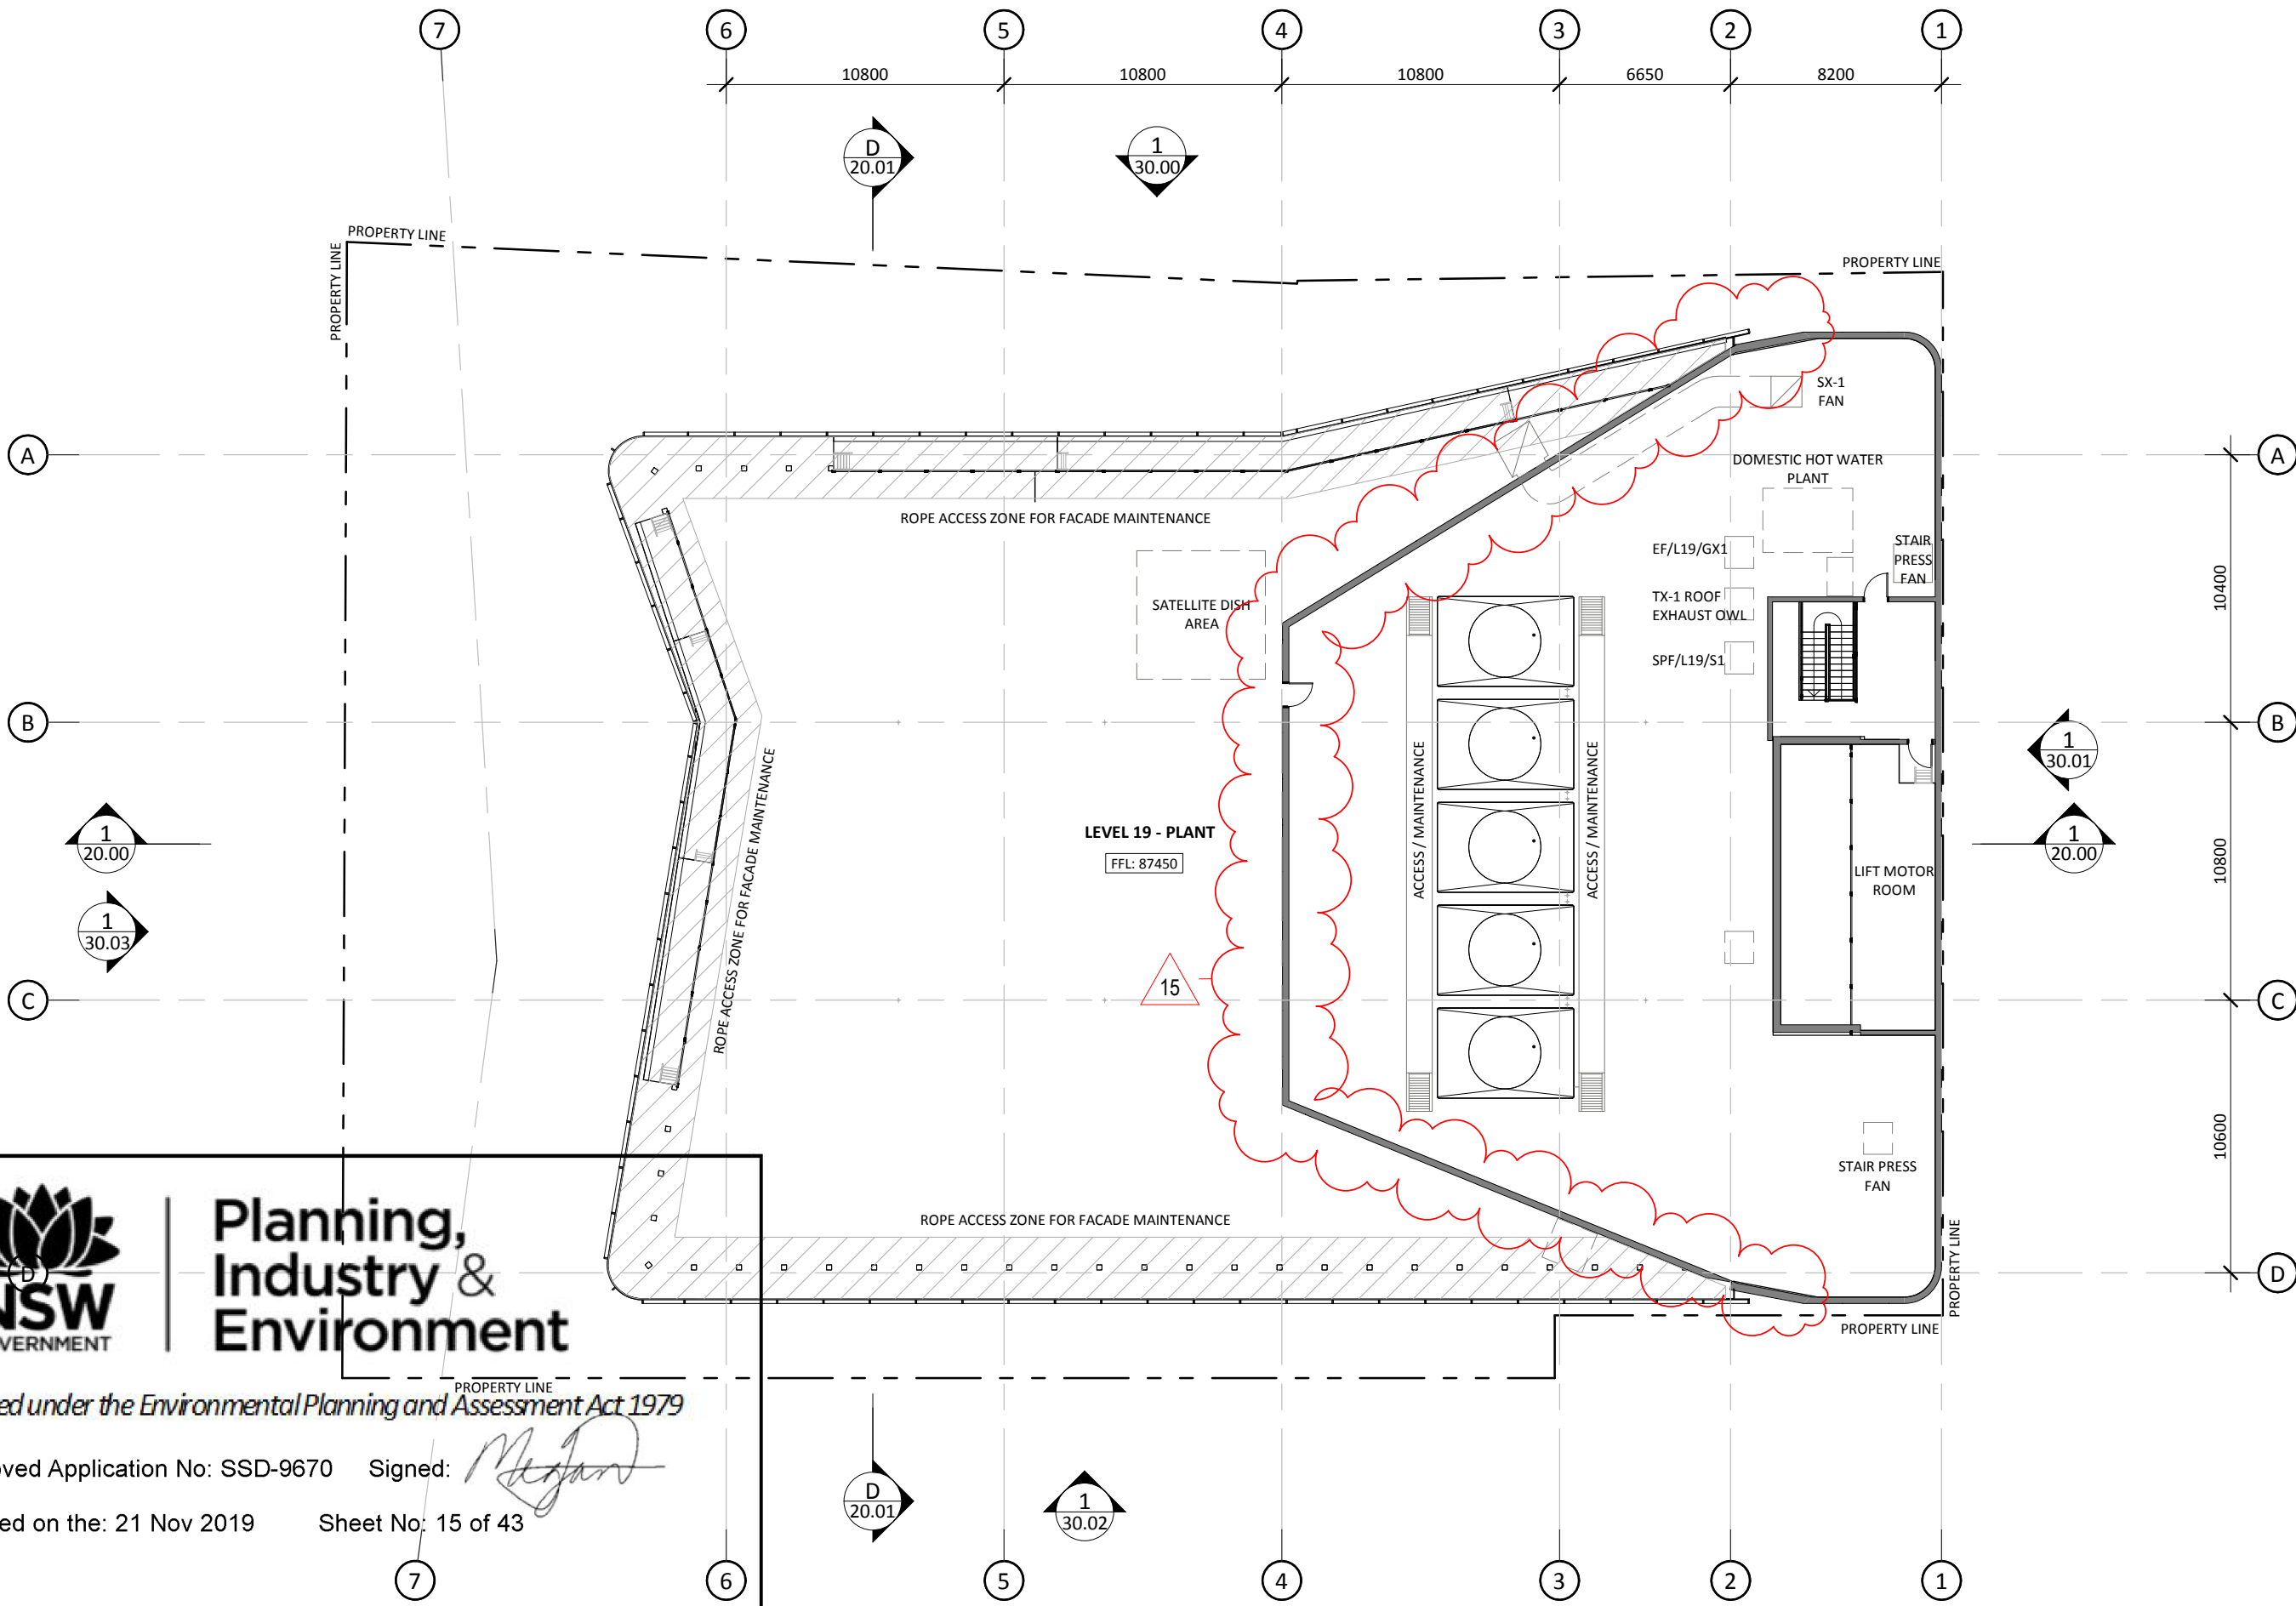 7
6
5
4
3
2
1
10800
10800
10800
6650
8200
D
20.01
1
30.00
PROPERTY LINE
PROPERTY LINE
PROPERTY LINE
SX-1
FAN
A
A
DOMESTIC HOT WATER
PLANT
ROPE ACCESS ZONE FOR FACADE MAINTENANCE
EF/L19/GX1
STAIR
PRESS
FAN
SATELLITE DISH
AREA
TX-1 ROOF
EXHAUST OWL
10400
SPF/L19/S1
B
B
1
30.01
ROPE ACCESS ZONE FOR FACADE MAINTENANCE
ACCESS / MAINTENANCE
ACCESS / MAINTENANCE
LEVEL 19 - PLANT
FFL: 87450
1
20.00
1
20.00
LIFT MOTOR
ROOM
10800
1
30.03
15
C
C
10600
STAIR PRESS
FAN
ROPE ACCESS ZONE FOR FACADE MAINTENANCE
PROPERTY LINE
D
D
PROPERTY LINE
NSW
VERNMENT
Planning,
Industry &
Environment
PROPERTY LINE
ed under the Environmental Planning and Assessment Act 1979
ved Application No: SSD-9670 Signed:
ed on the: 21 Nov 2019 Sheet No: 15 of 43
D
20.01
1
30.02
7
6
5
4
3
2
1